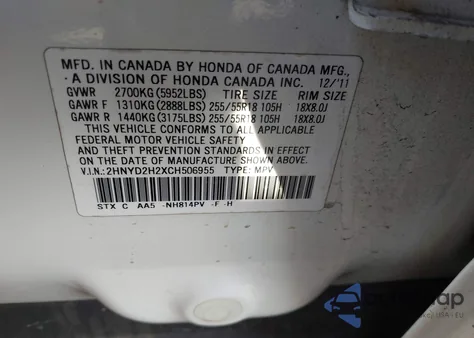 MFD. IN CANADA BY HONDA OF CANADA MFG.,
A DIVISION OF HONDA CANADA INC. 12/'11
GVWR 2700KG(5952LBS) TIRE SIZE RIM SIZE
GAWR F 1310KG(2888LBS) 255/55R18 105H 18X8.0J
GAWR R 1440KG(3175LBS) 255/55R18 105H 18X8.0J
THIS VEHICLE CONFORMS TO ALL APPLICABLE
FEDERAL MOTOR VEHICLE SAFETY
AND THEFT PREVENTION STANDARDS IN EFFECT
ON THE DATE OF MANUFACTURE SHOWN ABOVE.
V.I.N.: 2HNYD2H2XCH506955 TYPE: MPV
STX C AA5 -NH814PV -F -H